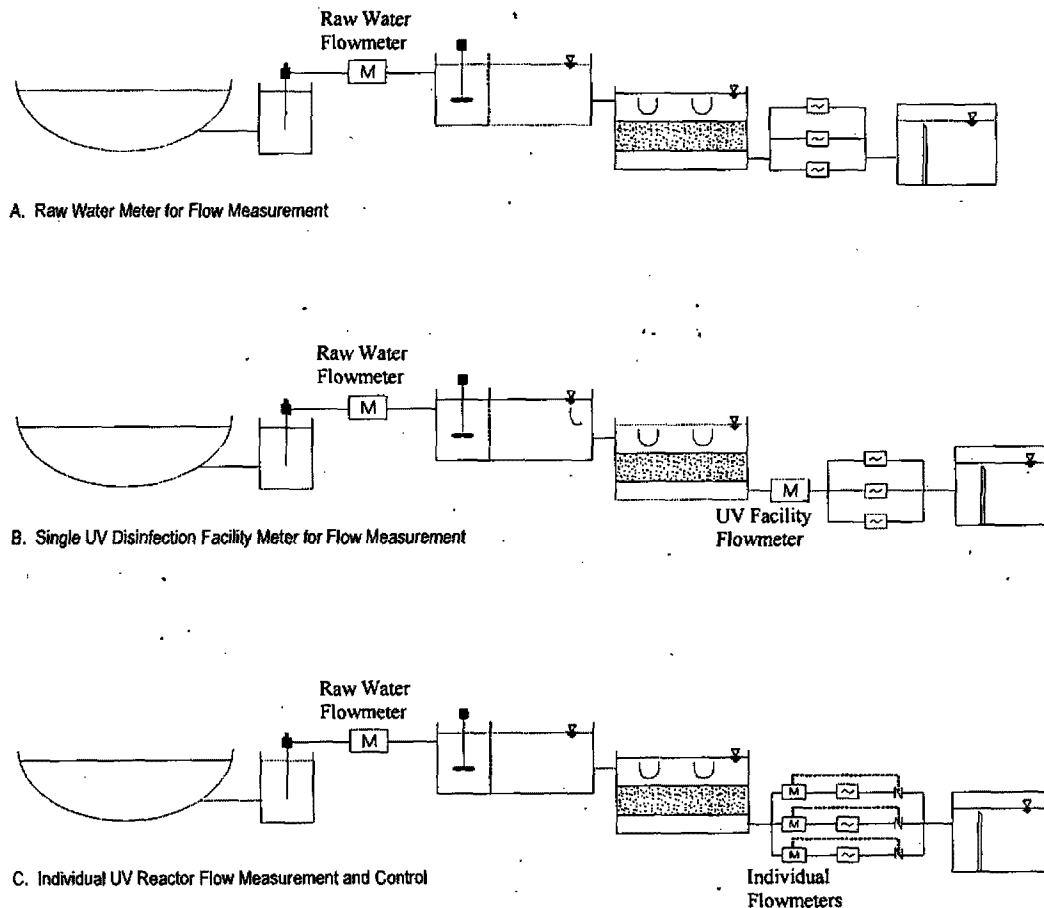 Raw Water
Flowmeter
M
A. Raw Water Meter for Flow Measurement
Raw Water
Flowmeter
M
M
UV Facility
Flowmeter
B. Single UV Disinfection Facility Meter for Flow Measurement
Raw Water
Flowmeter
M
M
M
M
Individual
Flowmeters
C. Individual UV Reactor Flow Measurement and Control